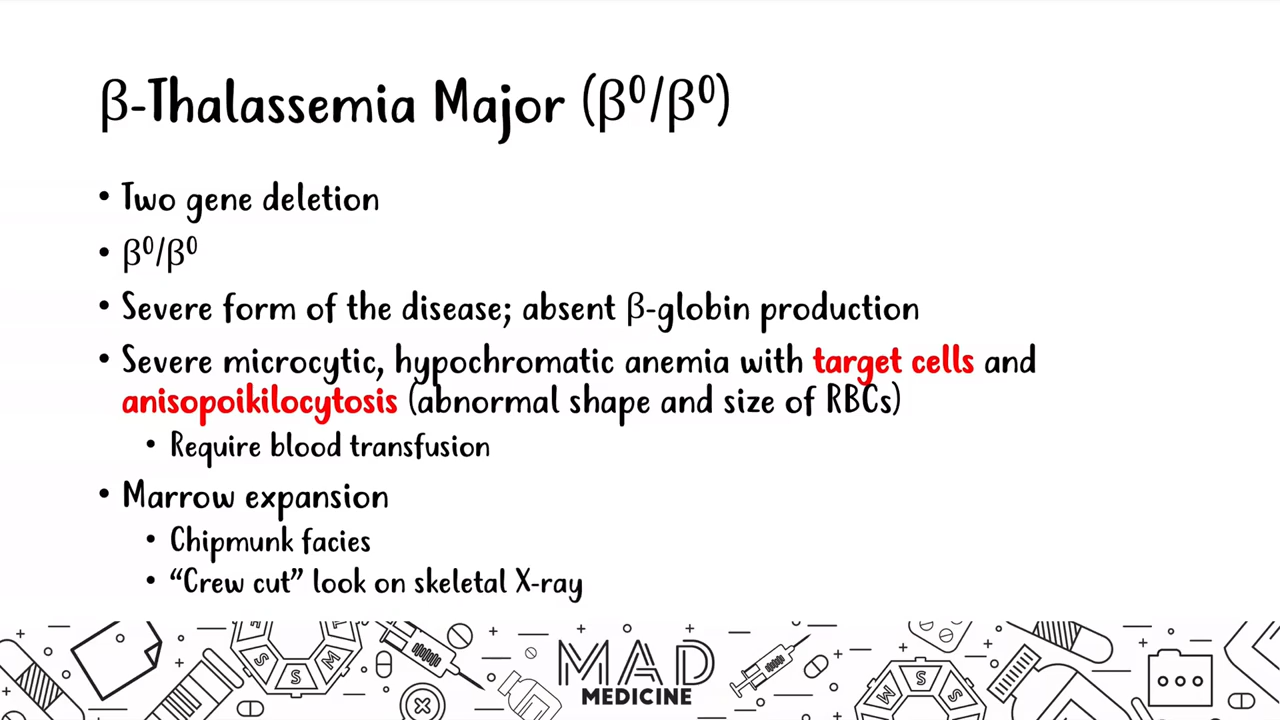 β-Thalassemia Major (β⁰/β⁰)
• Two gene deletion
• β⁰/β⁰
• Severe form of the disease; absent β-globin production
• Severe microcytic, hypochromatic anemia with target cells and
anisopoikilocytosis (abnormal shape and size of RBCs)
• Require blood transfusion
• Marrow expansion
• Chipmunk facies
• “Crew cut” look on skeletal X-ray
S S M
M S S
MAD
MEDICINE